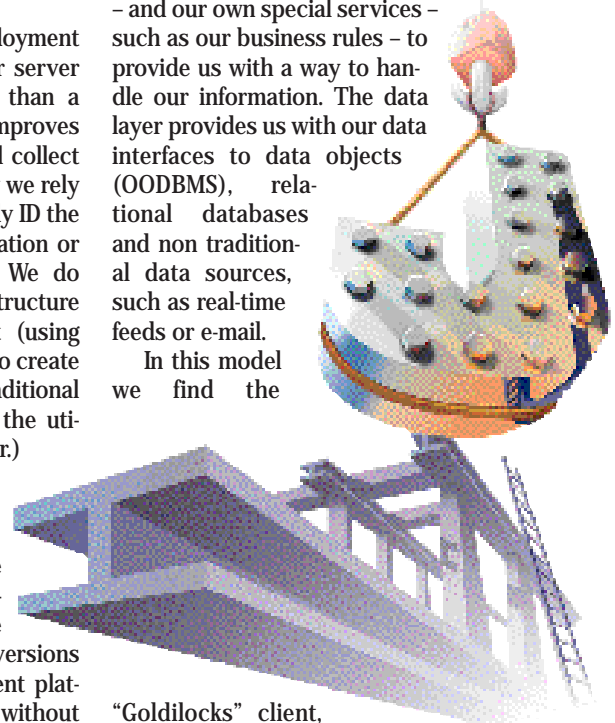 loyment
r server
than a
mproves
l collect
we rely
y ID the
ation or
We do
structure
(using
o create
nditional
the uti-
r.)
versions
ent plat-
without
– and our own special services –
such as our business rules – to
provide us with a way to han-
dle our information. The data
layer provides us with our data
interfaces to data objects
(OODBMS), rela-
tional databases
and non tradition-
al data sources,
such as real-time
feeds or e-mail.
In this model
we find the
“Goldilocks” client,